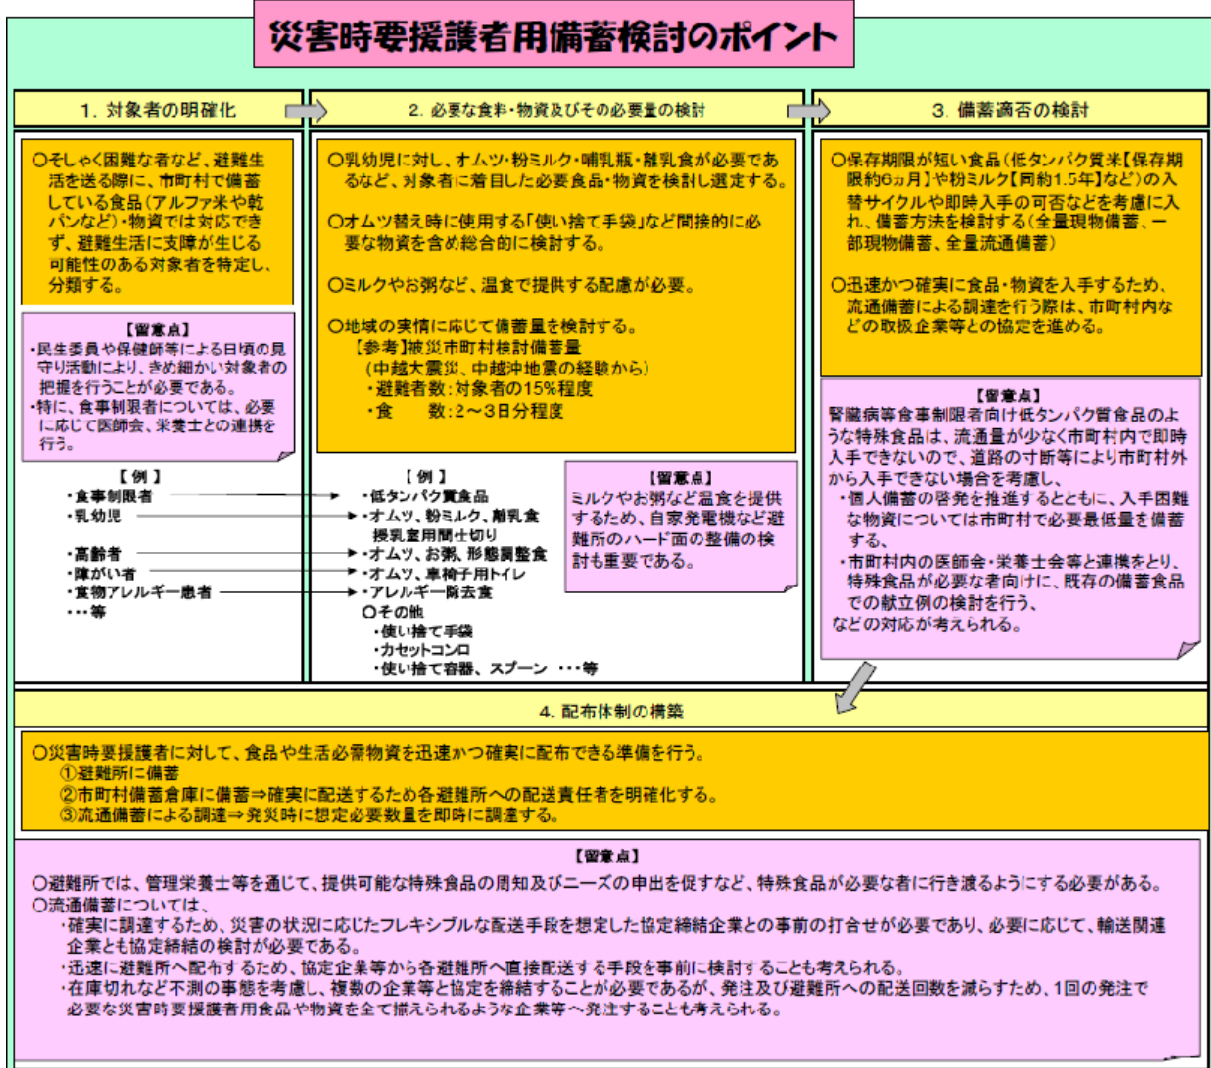 災害時要援護者用備蓄検討のポイント
1．対象者の明確化
○そしゃく困難な者など、避難生
活を送る際に、市町村で備蓄
している食品(アルファ米や乾
パンなど)・物資では対応でき
ず、避難生活に支障が生じる
可能性のある対象者を特定し、
分類する。
【留意点】
・民生委員や保健師等による日頃の見
守り活動により、きめ細かい対象者の
把握を行うことが必要である。
・特に、食事制限者については、必要
に応じて医師会、栄養士との連携を
行う。
【例】
・食事制限者
・乳幼児
・高齢者
・障がい者
・食物アレルギー患者
・・・等
2．必要な食料・物資及びその必要量の検討
○乳幼児に対し、オムツ・粉ミルク・哺乳瓶・離乳食が必要であ
るなど、対象者に着目した必要食品・物資を検討し選定する。
○オムツ替え時に使用する「使い捨て手袋」など間接的に必
要な物資を含め総合的に検討する。
○ミルクやお粥など、温食で提供する配慮が必要。
○地域の実情に応じて備蓄量を検討する。
【参考】被災市町村検討備蓄量
(中越大震災、中越沖地震の経験から)
・避難者数：対象者の15%程度
・食　　数：2～3日分程度
【例】
・低タンパク質食品
・オムツ、粉ミルク、離乳食
授乳室用間仕切り
・オムツ、お粥、形態調整食
・オムツ、車椅子用トイレ
・アレルギー除去食
○その他
・使い捨て手袋
・カセットコンロ
・使い捨て容器、スプーン ・・・等
【留意点】
ミルクやお粥など温食を提供
するため、自家発電機など避
難所のハード面の整備の検
討も重要である。
3．備蓄適否の検討
○保存期限が短い食品(低タンパク質米【保存期
限約6ヵ月】や粉ミルク【同約1.5年】など)の入
替サイクルや即時入手の可否などを考慮に入
れ、備蓄方法を検討する(全量現物備蓄、一
部現物備蓄、全量流通備蓄)
○迅速かつ確実に食品・物資を入手するため、
流通備蓄による調達を行う際は、市町村内な
どの取扱企業等との協定を進める。
【留意点】
腎臓病等食事制限者向け低タンパク質食品のよ
うな特殊食品は、流通量が少なく市町村内で即時
入手できないので、道路の寸断等により市町村外
から入手できない場合を考慮し、
・個人備蓄の啓発を推進するとともに、入手困難
な物資については市町村で必要最低量を備蓄
する、
・市町村内の医師会・栄養士会等と連携をとり、
特殊食品が必要な者向けに、既存の備蓄食品
での献立例の検討を行う、
などの対応が考えられる。
4．配布体制の構築
○災害時要援護者に対して、食品や生活必需物資を迅速かつ確実に配布できる準備を行う。
①避難所に備蓄
②市町村備蓄倉庫に備蓄⇒確実に配送するため各避難所への配送責任者を明確化する。
③流通備蓄による調達⇒発災時に想定必要数量を即時に調達する。
【留意点】
○避難所では、管理栄養士等を通じて、提供可能な特殊食品の周知及びニーズの申出を促すなど、特殊食品が必要な者に行き渡るようにする必要がある。
○流通備蓄については、
・確実に調達するため、災害の状況に応じたフレキシブルな配送手段を想定した協定締結企業との事前の打合せが必要であり、必要に応じて、輸送関連
企業とも協定締結の検討が必要である。
・迅速に避難所へ配布するため、協定企業等から各避難所へ直接配送する手段を事前に検討することも考えられる。
・在庫切れなど不測の事態を考慮し、複数の企業等と協定を締結することが必要であるが、発注及び避難所への配送回数を減らすため、1回の発注で
必要な災害時要援護者用食品や物資を全て揃えられるような企業等へ発注することも考えられる。